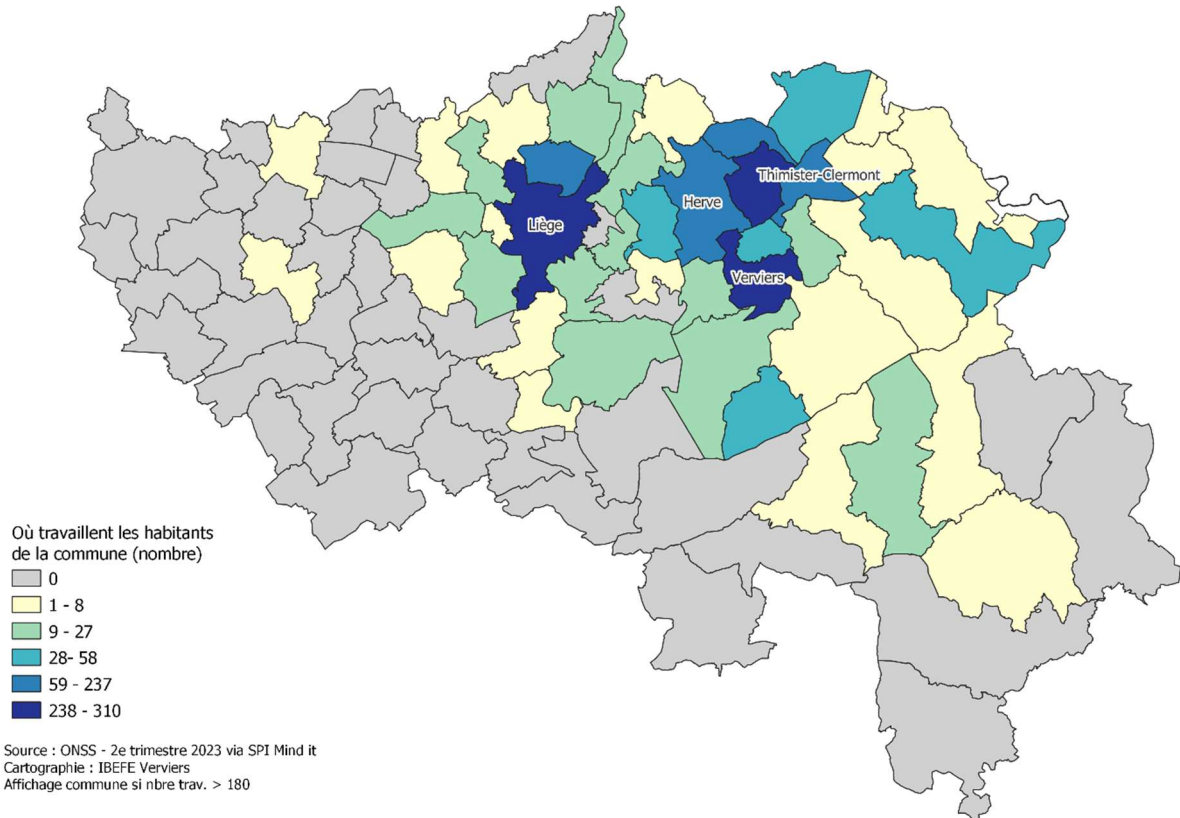 Thimister-Clermont
Herve
Liège
Verviers
Où travaillent les habitants
de la commune (nombre)
0
1 - 8
9 - 27
28- 58
59 - 237
238 - 310
Source : ONSS - 2e trimestre 2023 via SPI Mind it
Cartographie : IBEFE Verviers
Affichage commune si nbre trav. > 180